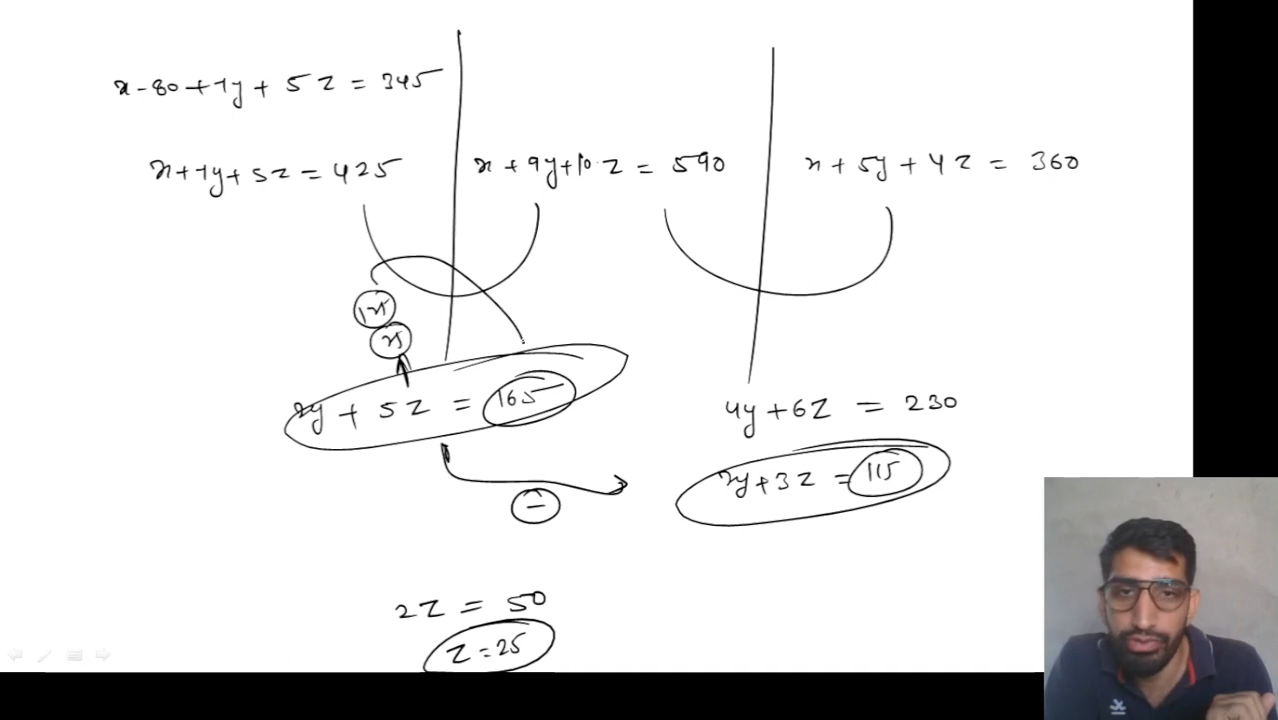 x-80+7y+5z=345
x+7y+5z=425
x+9y+10z=590
x+5y+4z=360
125
25
2y+5z=165
4y+6z=230
2y+3z=115
−
2z=50
z=25